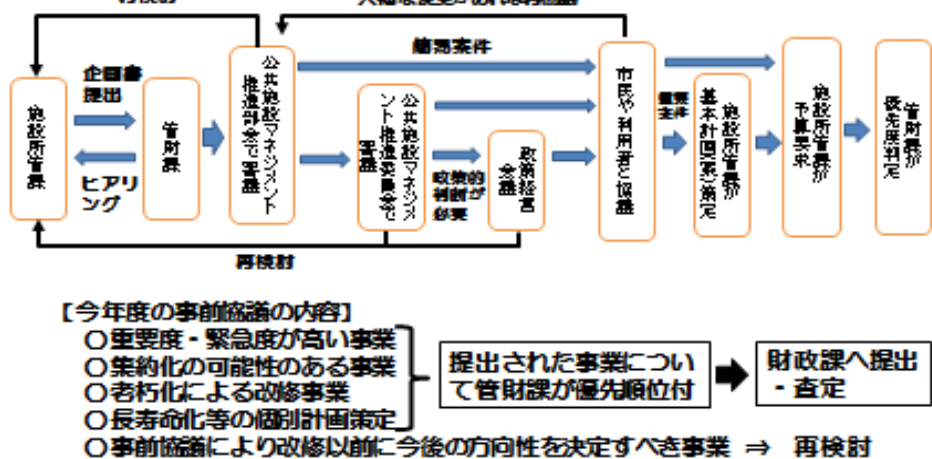 再検討
簡易案件
企画書
提出
ヒアリ
ング
施設所管課
管財課
公共施設マネジメント
推進部会で審議
公共施設マネジメ
ント推進委員会で
審議
政策的
判断が
必要
政策経営
会議
市民や利用者と協議
重要
案件
施設所管課が
基本計画(案)策定
施設所管課が
予算要求
管財課が
優先度判定
再検討
【今年度の事前協議の内容】
〇重要度・緊急度が高い事業
〇集約化の可能性のある事業
〇老朽化による改修事業
〇長寿命化等の個別計画策定
〇事前協議により改修以前に今後の方向性を決定すべき事業 ⇒ 再検討
提出された事業につい
て管財課が優先順位付
財政課へ提出
・査定